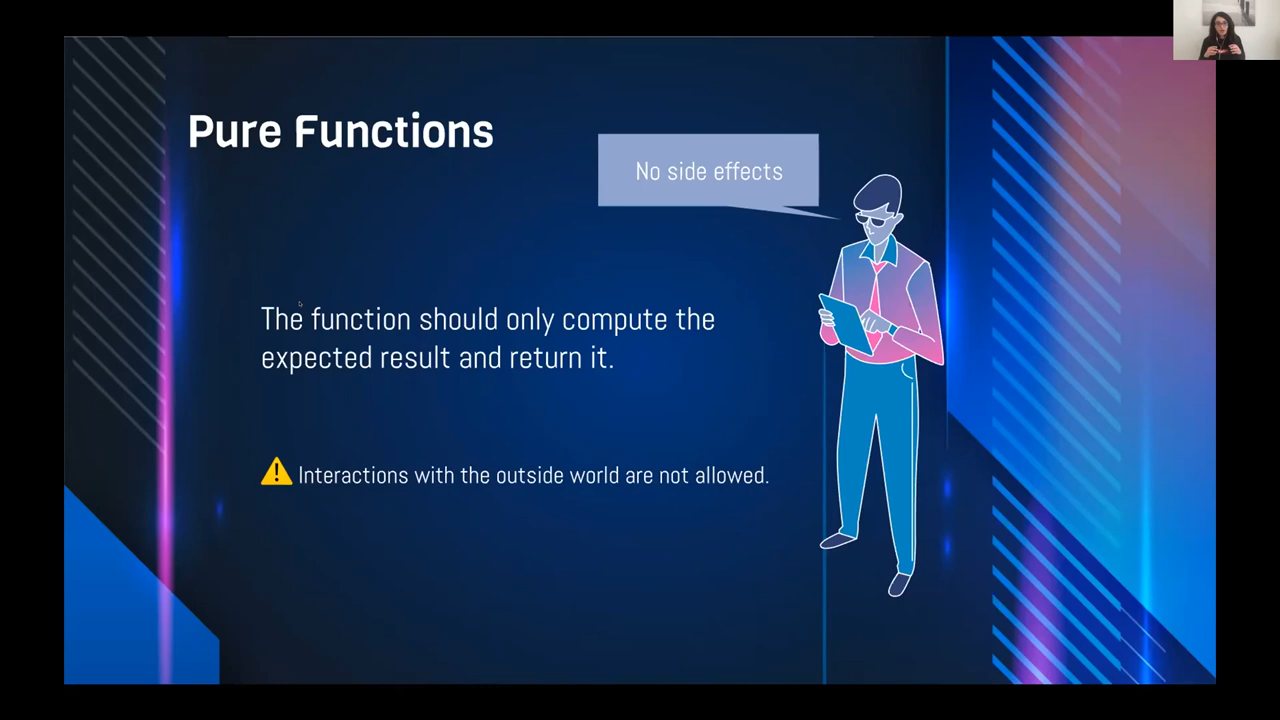 Pure Functions
No side effects
The function should only compute the
expected result and return it.
Interactions with the outside world are not allowed.